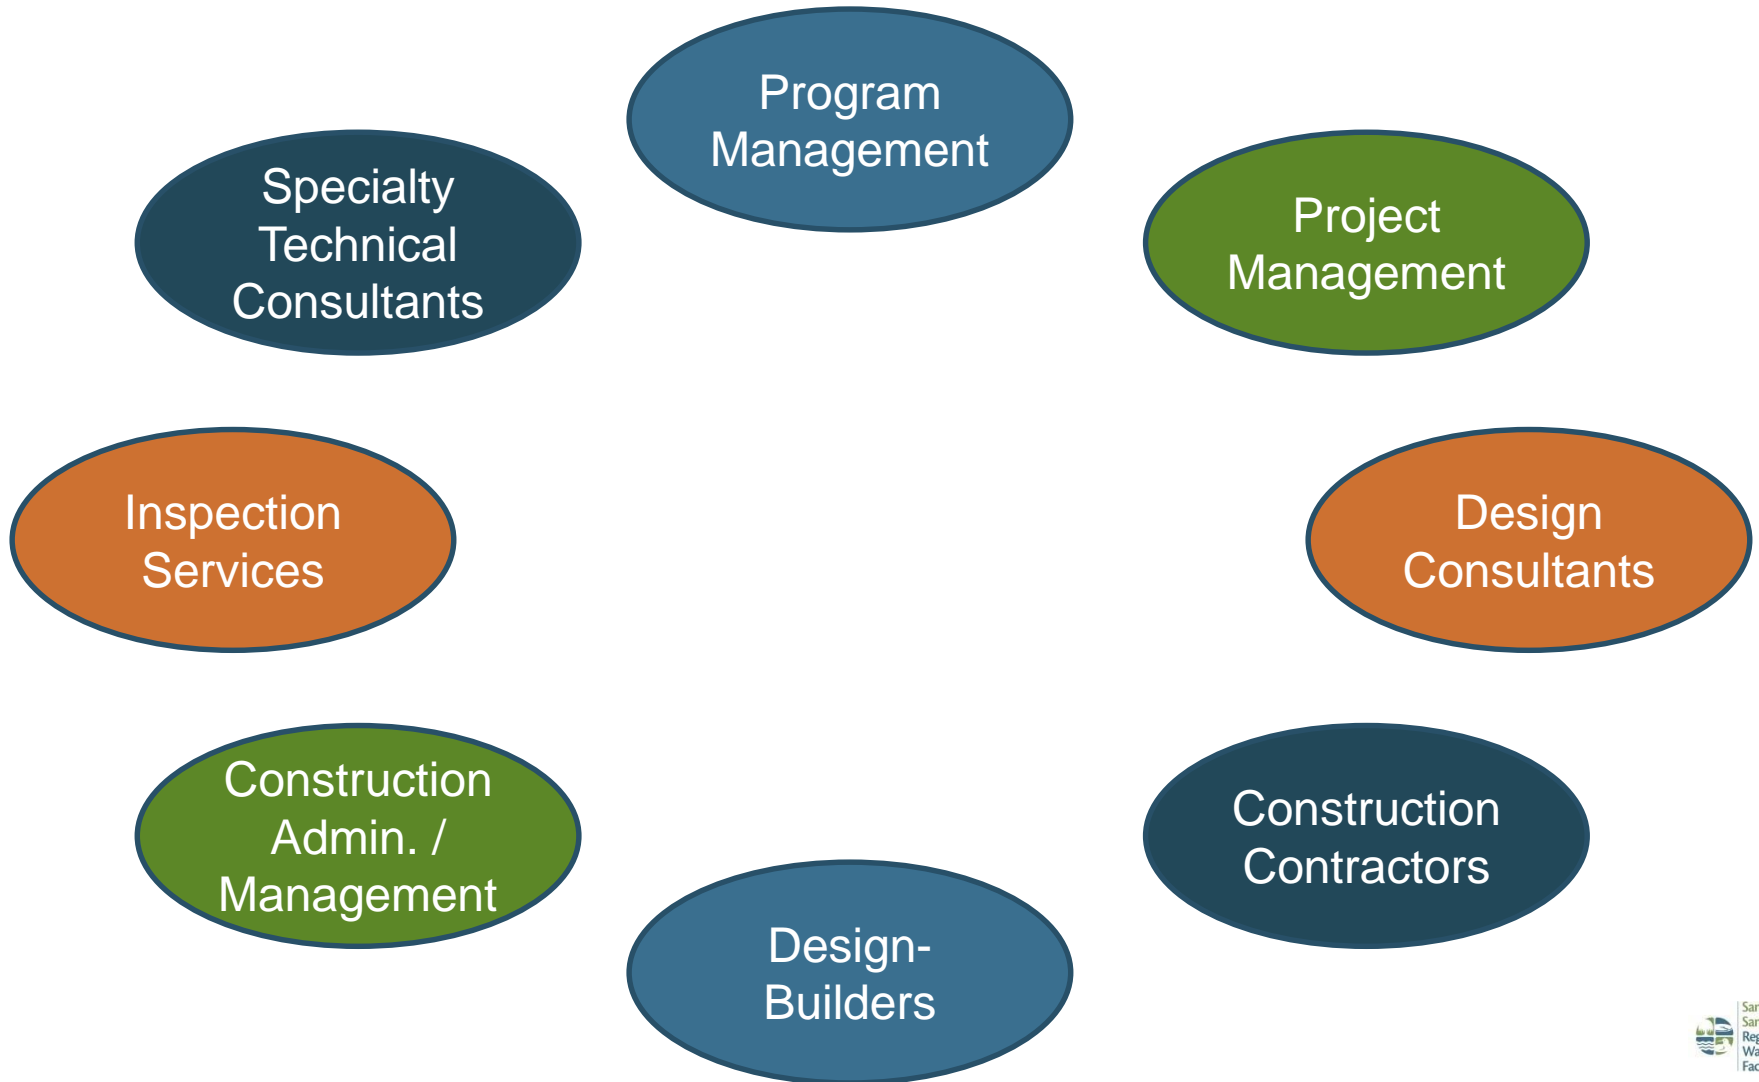 Program
Management
Project
Management
Design
Consultants
Construction
Contractors
Design-
Builders
Construction
Admin. /
Management
Inspection
Services
Specialty
Technical
Consultants